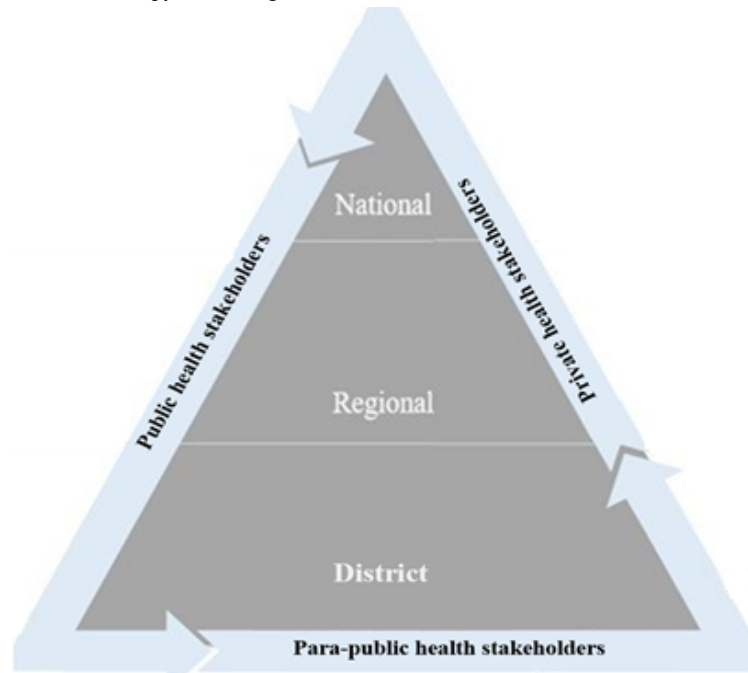 National
Public health stakeholders
Private health stakeholders
Regional
District
Para-public health stakeholders